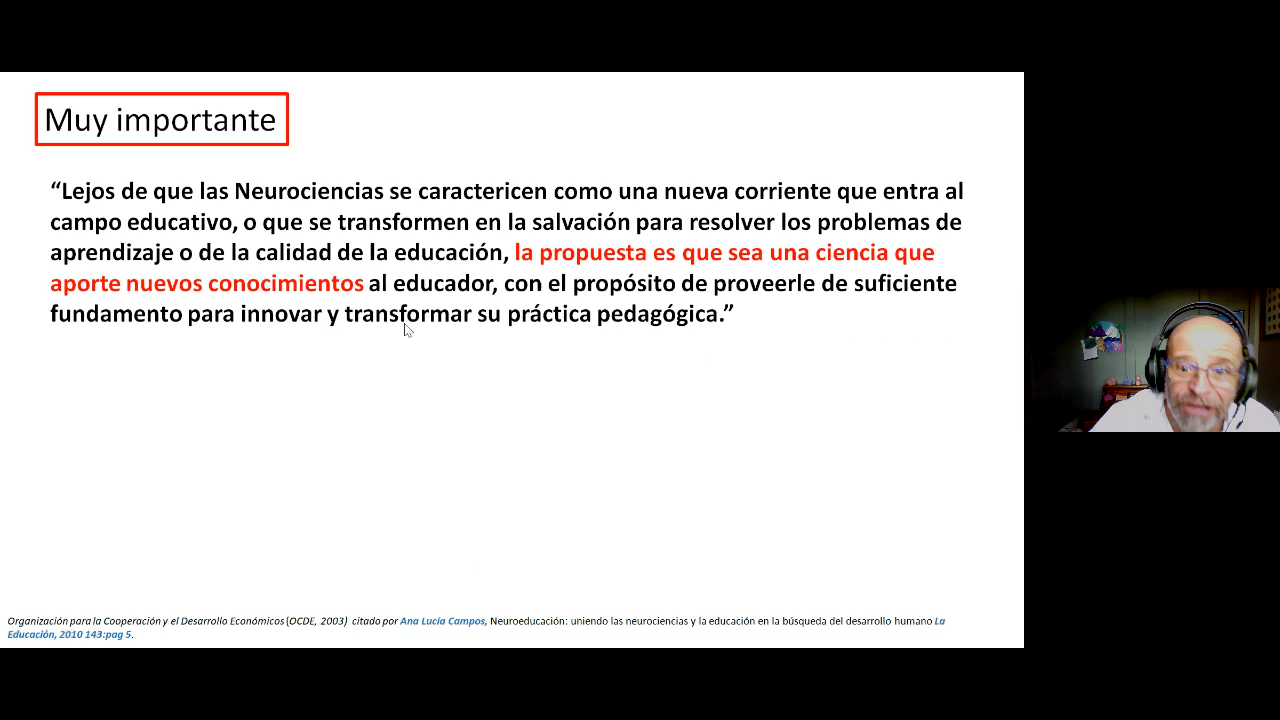 Muy importante
“Lejos de que las Neurociencias se caractericen como una nueva corriente que entra al
campo educativo, o que se transformen en la salvación para resolver los problemas de
aprendizaje o de la calidad de la educación, la propuesta es que sea una ciencia que
aporte nuevos conocimientos al educador, con el propósito de proveerle de suficiente
fundamento para innovar y transformar su práctica pedagógica.”
Organización para la Cooperación y el Desarrollo Económicos (OCDE, 2003) citado por Ana Lucía Campos, Neuroeducación: uniendo las neurociencias y la educación en la búsqueda del desarrollo humano La
Educación, 2010 143:pag 5.